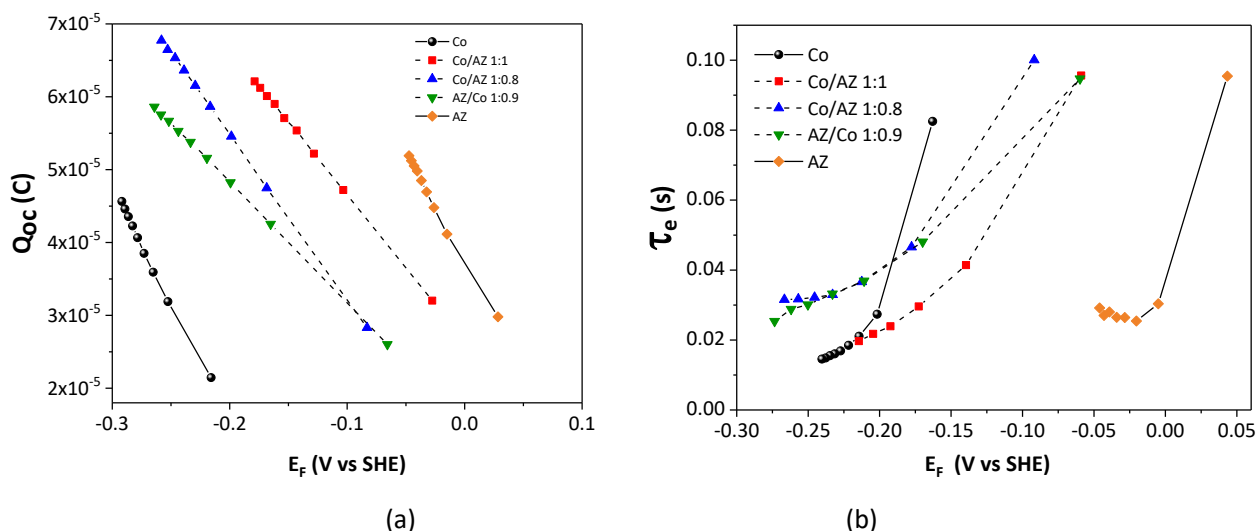 7x10⁻⁵
6x10⁻⁵
5x10⁻⁵
4x10⁻⁵
3x10⁻⁵
2x10⁻⁵
Q_OC (C)
Co
Co/AZ 1:1
Co/AZ 1:0.8
AZ/Co 1:0.9
AZ
-0.3 -0.2 -0.1 0.0 0.1
E_F (V vs SHE)
(a)
0.10
0.08
0.06
0.04
0.02
0.00
τ_e (s)
Co
Co/AZ 1:1
Co/AZ 1:0.8
AZ/Co 1:0.9
AZ
-0.30 -0.25 -0.20 -0.15 -0.10 -0.05 0.00 0.05
E_F (V vs SHE)
(b)